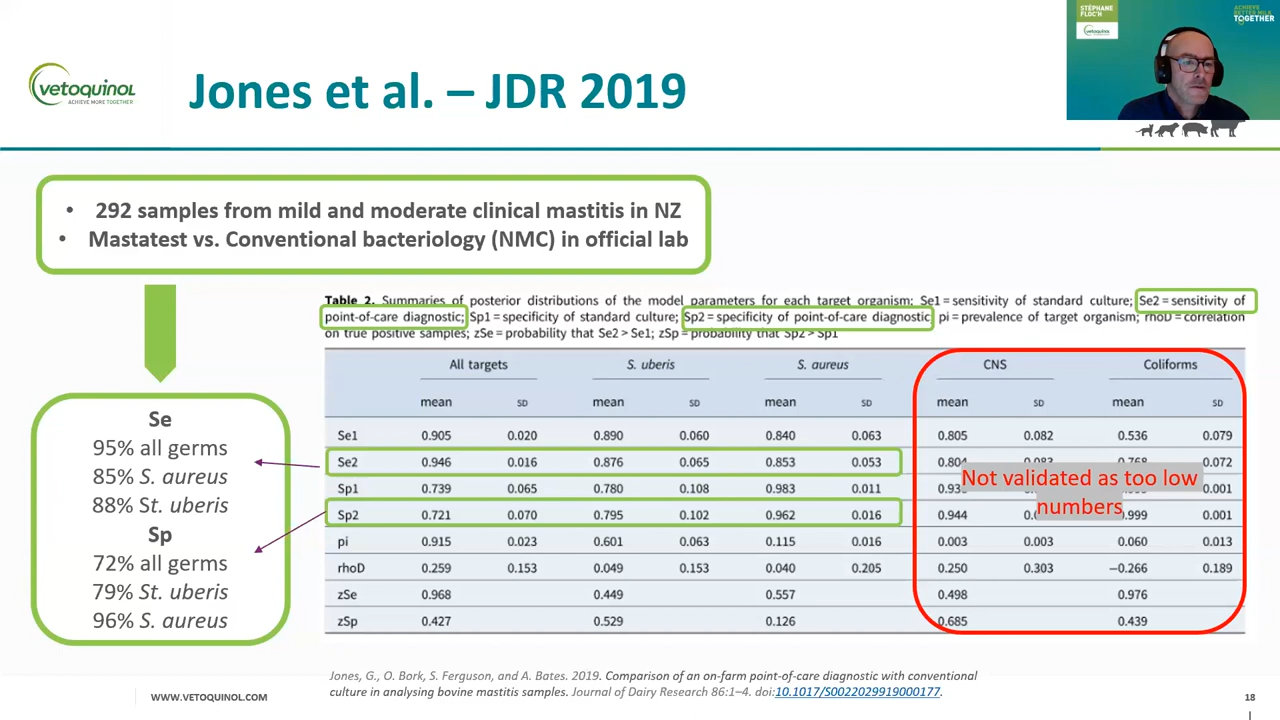 STÉPHANE
FLOC'H
vetoquinol
ACHIEVE
BETTER MILK
TOGETHER
vetoquinol
ACHIEVE MORE TOGETHER
Jones et al. – JDR 2019
• 292 samples from mild and moderate clinical mastitis in NZ
• Mastatest vs. Conventional bacteriology (NMC) in official lab
Se
95% all germs
85% S. aureus
88% St. uberis
Sp
72% all germs
79% St. uberis
96% S. aureus
Table 2. Summaries of posterior distributions of the model parameters for each target organism; Se1 = sensitivity of standard culture; Se2 = sensitivity of
point-of-care diagnostic; Sp1 = specificity of standard culture; Sp2 = specificity of point-of-care diagnostic pi = prevalence of target organism; rhoD = correlation
on true positive samples; zSe = probability that Se2 > Se1; zSp = probability that Sp2 > Sp1
All targets S. uberis S. aureus CNS Coliforms
mean SD mean SD mean SD mean SD mean SD
Se1 0.905 0.020 0.890 0.060 0.840 0.063 0.805 0.082 0.536 0.079
Se2 0.946 0.016 0.876 0.065 0.853 0.053 0.804 0.072
Sp1 0.739 0.065 0.780 0.108 0.983 0.011 0.001
Sp2 0.721 0.070 0.795 0.102 0.962 0.016 0.944 0.999 0.001
pi 0.915 0.023 0.601 0.063 0.115 0.016 0.003 0.003 0.060 0.013
rhoD 0.259 0.153 0.049 0.153 0.040 0.205 0.250 0.303 −0.266 0.189
zSe 0.968 0.449 0.557 0.498 0.976
zSp 0.427 0.529 0.126 0.685 0.439
Not validated as too low
numbers
Jones, G., O. Bork, S. Ferguson, and A. Bates. 2019. Comparison of an on-farm point-of-care diagnostic with conventional
culture in analysing bovine mastitis samples. Journal of Dairy Research 86:1–4. doi:10.1017/S0022029919000177.
WWW.VETOQUINOL.COM
18